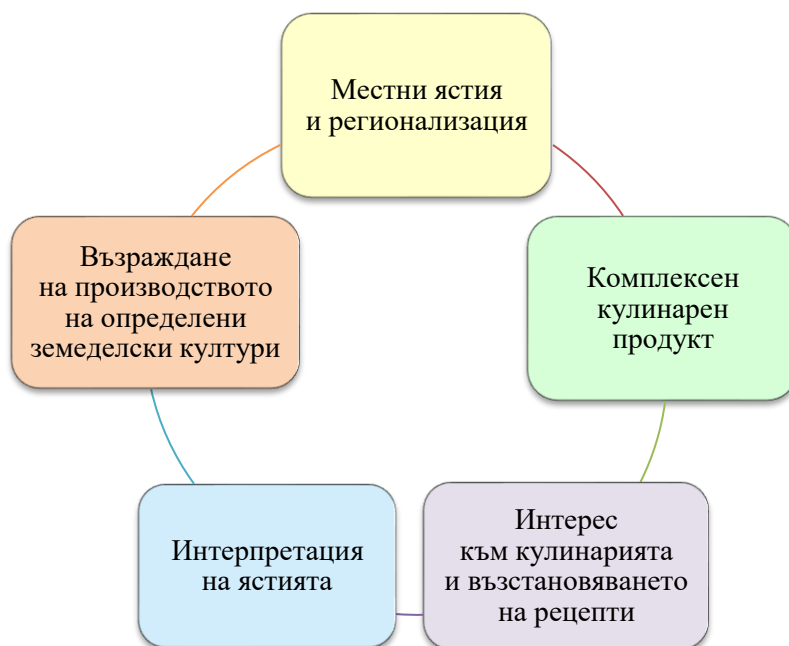 Местни ястия
и регионализация
Възраждане
на производството
на определени
земеделски култури
Комплексен
кулинарен
продукт
Интерпретация
на ястията
Интерес
към кулинарията
и възстановяването
на рецепти